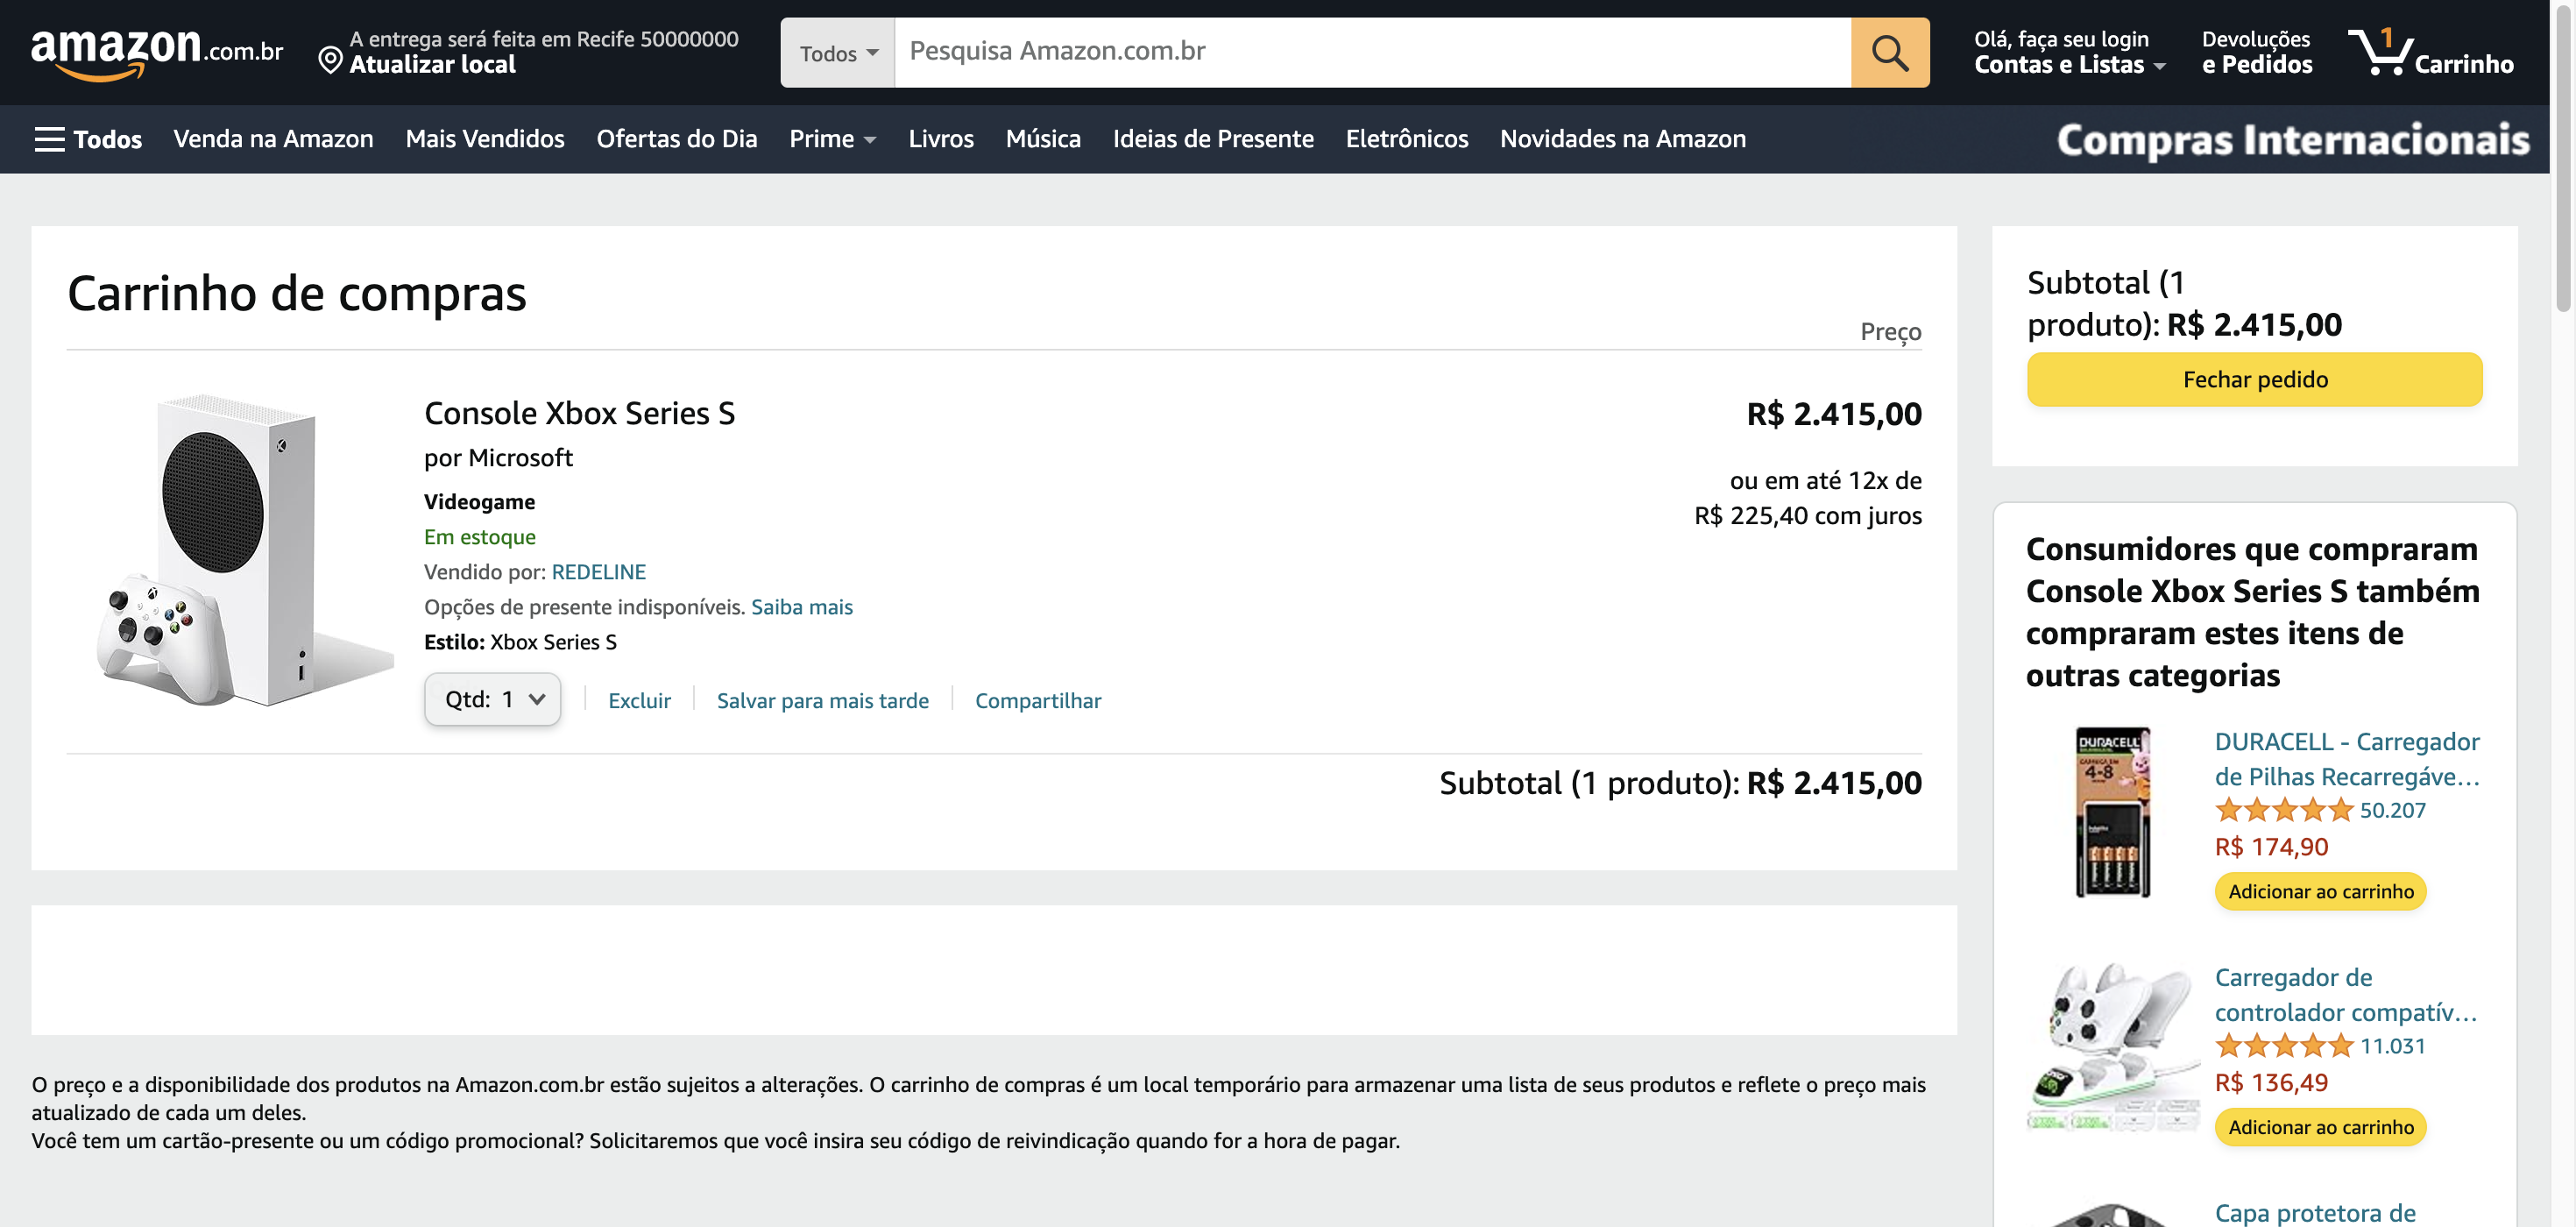 amazon.com.br
A entrega será feita em Recife 50000000
Atualizar local
Todos
Pesquisa Amazon.com.br
Olá, faça seu login
Contas e Listas
Devoluções
e Pedidos
1
Carrinho
Todos
Venda na Amazon
Mais Vendidos
Ofertas do Dia
Prime
Livros
Música
Ideias de Presente
Eletrônicos
Novidades na Amazon
Compras Internacionais
Carrinho de compras
Preço
Console Xbox Series S
R$ 2.415,00
por Microsoft
ou em até 12x de
R$ 225,40 com juros
Videogame
Em estoque
Vendido por: REDELINE
Opções de presente indisponíveis. Saiba mais
Estilo: Xbox Series S
Qtd: 1
Excluir
Salvar para mais tarde
Compartilhar
Subtotal (1 produto): R$ 2.415,00
O preço e a disponibilidade dos produtos na Amazon.com.br estão sujeitos a alterações. O carrinho de compras é um local temporário para armazenar uma lista de seus produtos e reflete o preço mais
atualizado de cada um deles.
Você tem um cartão-presente ou um código promocional? Solicitaremos que você insira seu código de reivindicação quando for a hora de pagar.
Subtotal (1
produto): R$ 2.415,00
Fechar pedido
Consumidores que compraram
Console Xbox Series S também
compraram estes itens de
outras categorias
DURACELL
4-8
DURACELL - Carregador
de Pilhas Recarregáve…
50.207
R$ 174,90
Adicionar ao carrinho
Carregador de
controlador compatív…
11.031
R$ 136,49
Adicionar ao carrinho
Capa protetora de